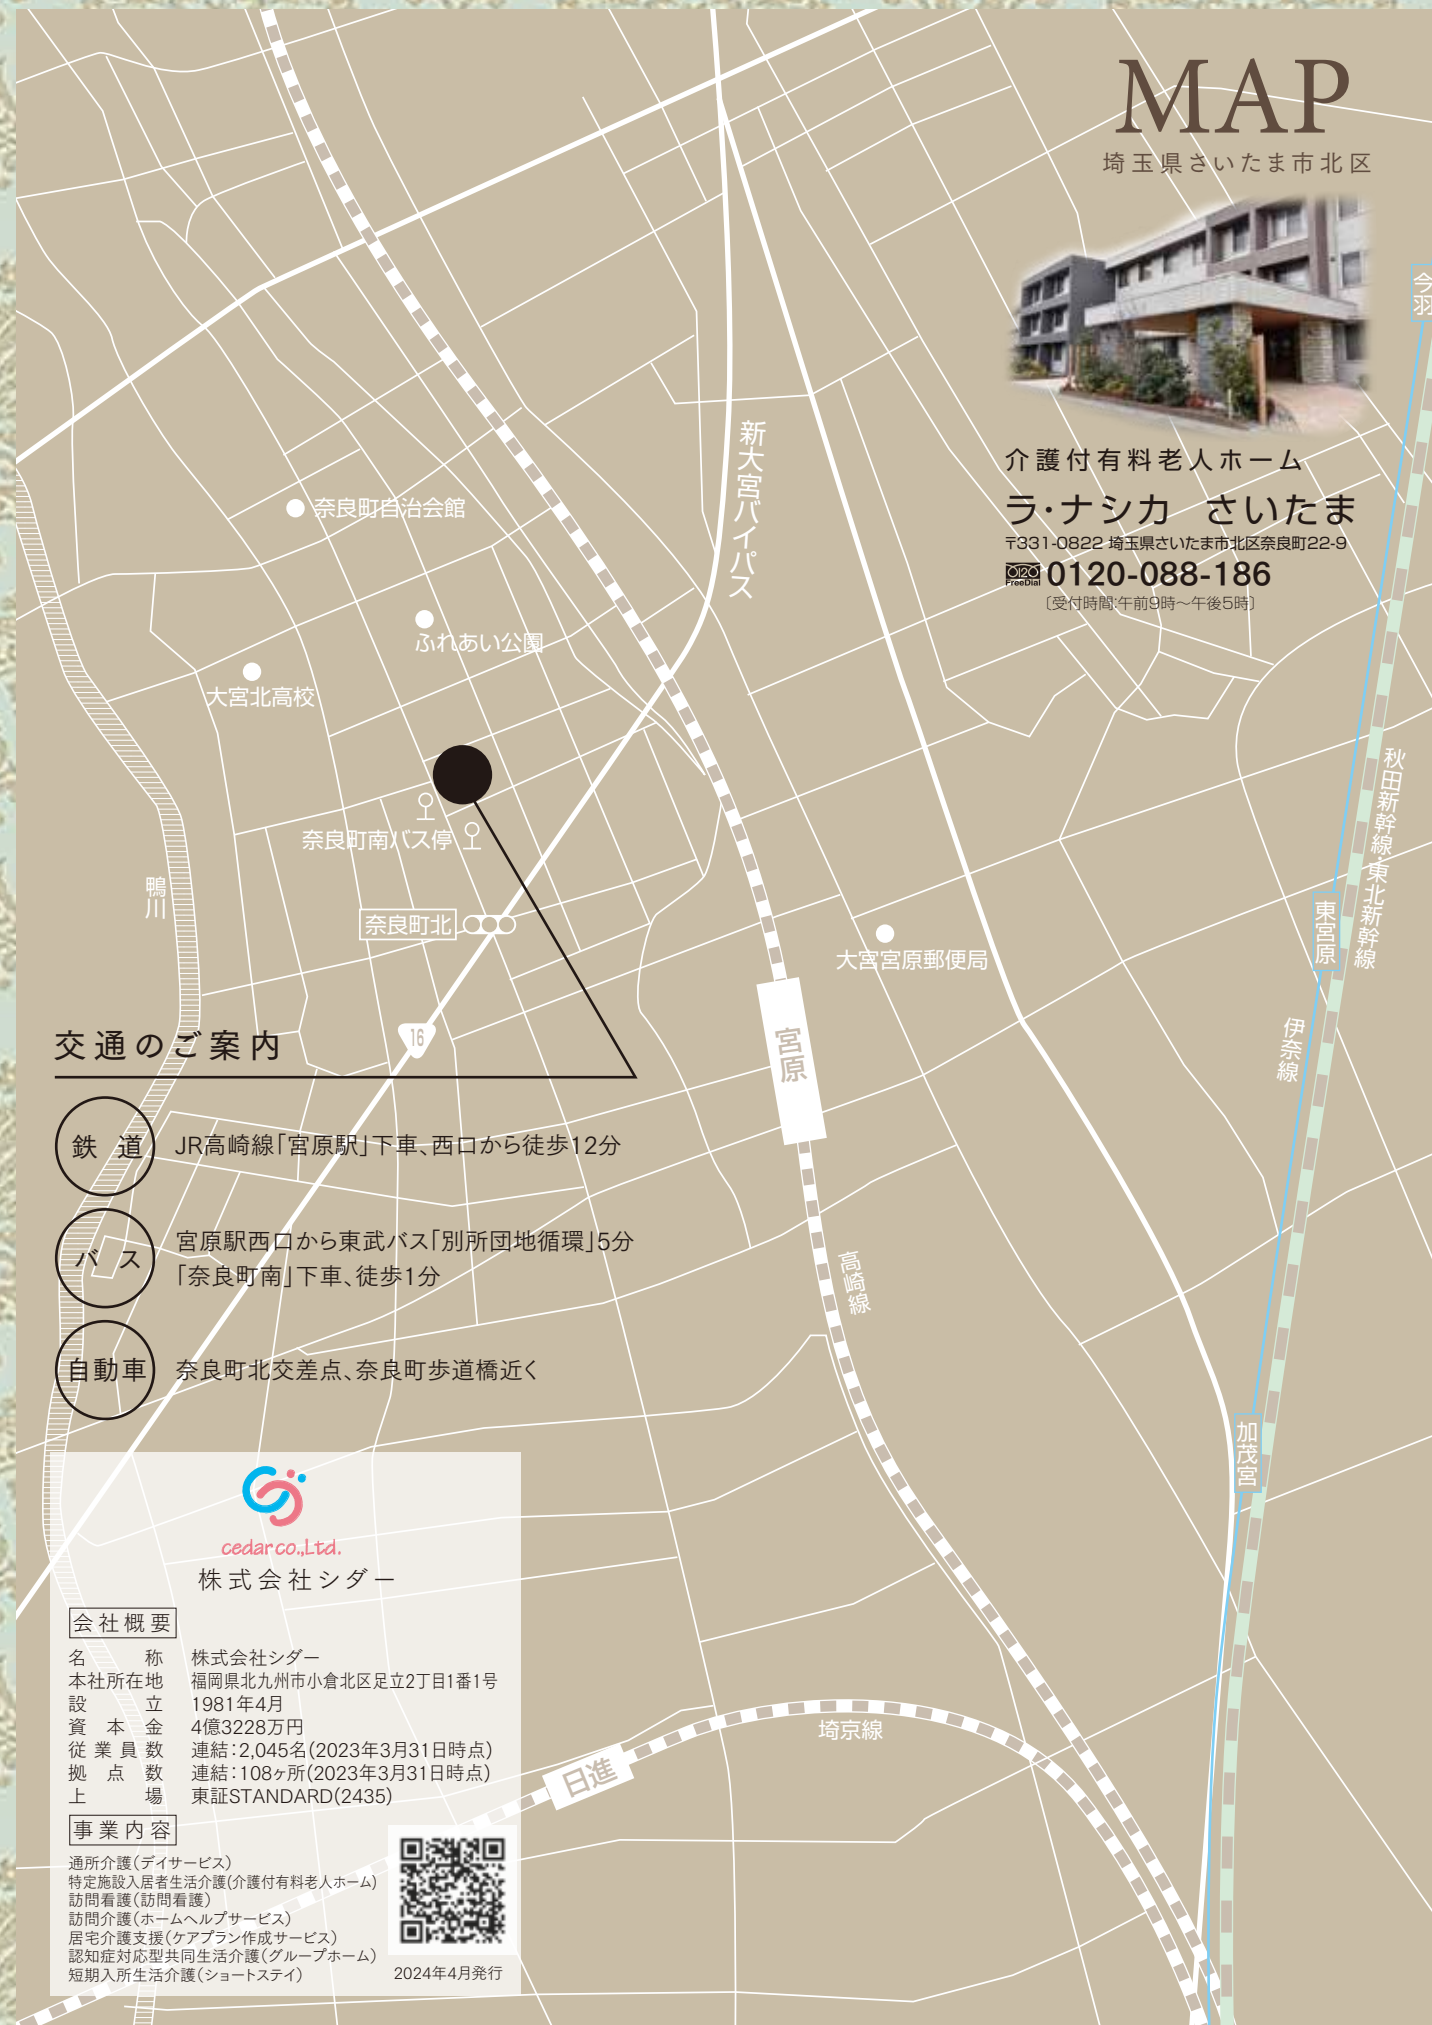 MAP
埼玉県さいたま市北区
今羽
介護付有料老人ホーム
ラ・ナシカ さいたま
〒331-0822 埼玉県さいたま市北区奈良町22-9
0120 FreeDial 0120-088-186
〔受付時間:午前9時〜午後5時〕
新大宮バイパス
奈良町自治会館
ふれあい公園
大宮北高校
奈良町南バス停
鴨川
奈良町北
大宮宮原郵便局
秋田新幹線・東北新幹線
東宮原
伊奈線
16
宮原
交通のご案内
鉄道
JR高崎線「宮原駅」下車、西口から徒歩12分
バス
宮原駅西口から東武バス「別所団地循環」5分
「奈良町南」下車、徒歩1分
自動車
奈良町北交差点、奈良町歩道橋近く
高崎線
加茂宮
埼京線
日進
cedar co.,Ltd.
株式会社シダー
会社概要
名称 株式会社シダー
本社所在地 福岡県北九州市小倉北区足立2丁目1番1号
設立 1981年4月
資本金 4億3228万円
従業員数 連結：2,045名(2023年3月31日時点)
拠点数 連結：108ヶ所(2023年3月31日時点)
上場 東証STANDARD(2435)
事業内容
通所介護(デイサービス)
特定施設入居者生活介護(介護付有料老人ホーム)
訪問看護(訪問看護)
訪問介護(ホームヘルプサービス)
居宅介護支援(ケアプラン作成サービス)
認知症対応型共同生活介護(グループホーム)
短期入所生活介護(ショートステイ)
2024年4月発行